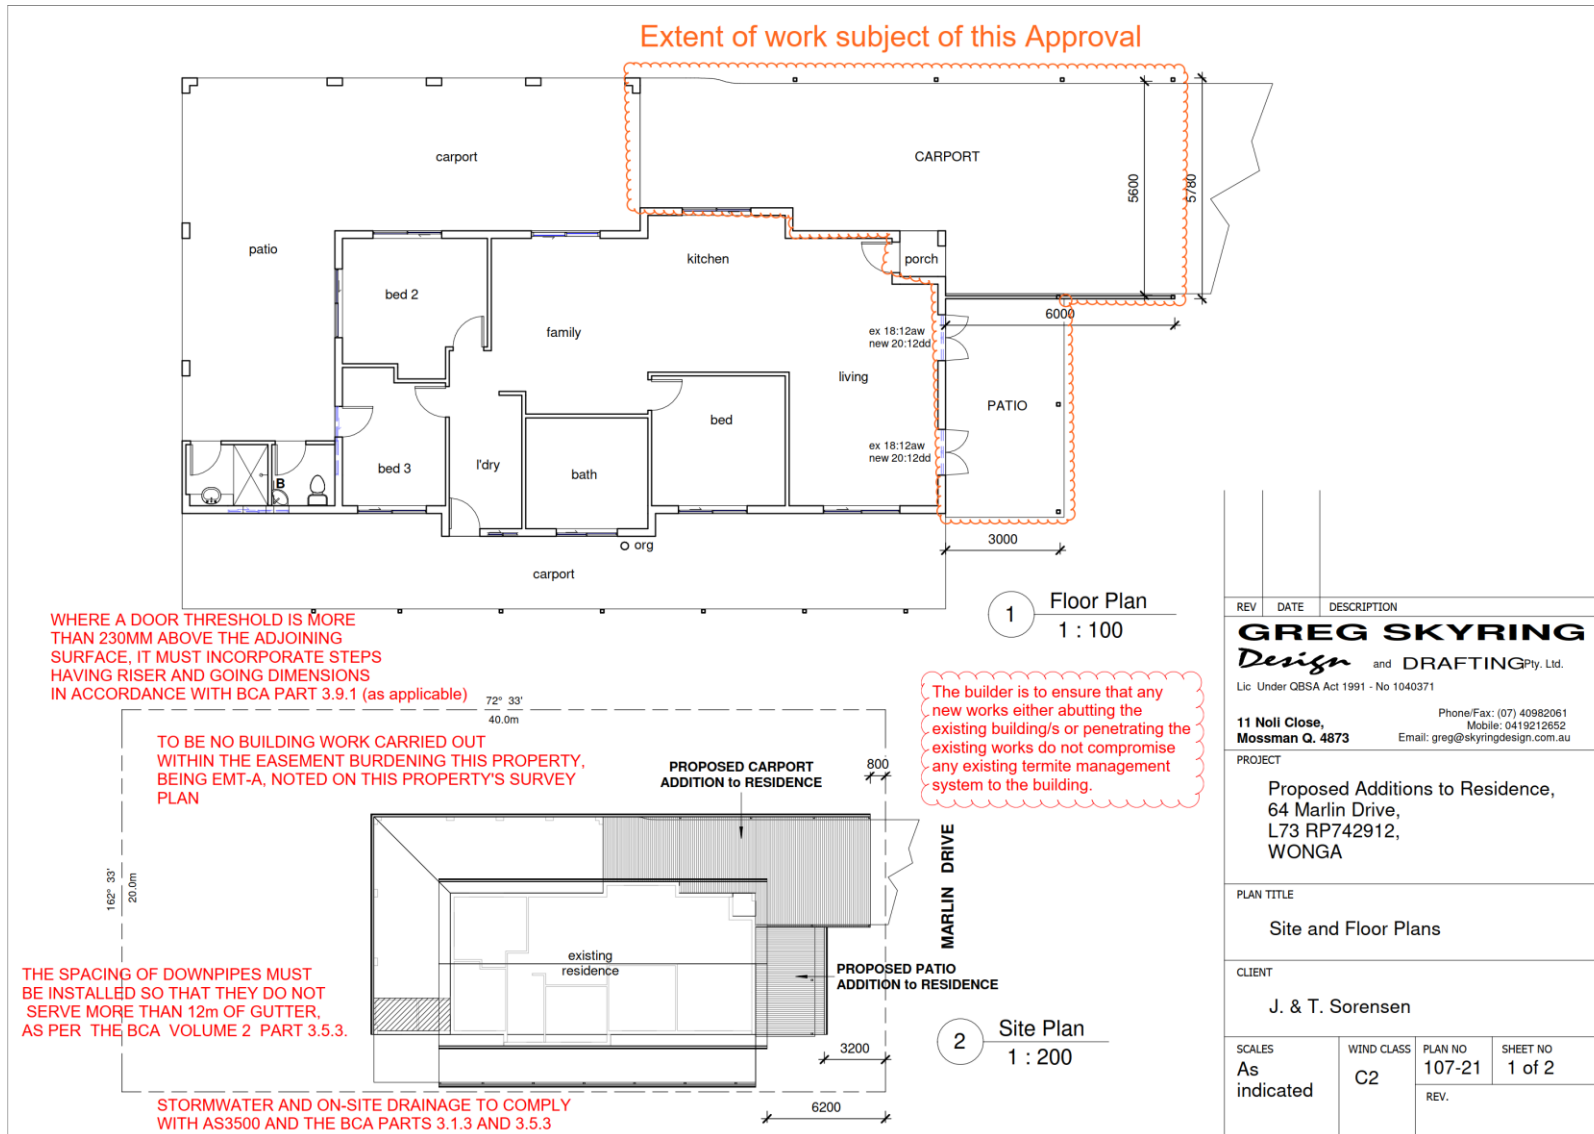 Extent of work subject of this Approval
carport
CARPORT
5600
5780
patio
kitchen
porch
bed 2
family
ex 18:12aw
new 20:12dd
6000
living
PATIO
bed
ex 18:12aw
new 20:12dd
bed 3
l'dry
bath
B
org
3000
carport
1
Floor Plan
1 : 100
WHERE A DOOR THRESHOLD IS MORE
THAN 230MM ABOVE THE ADJOINING
SURFACE, IT MUST INCORPORATE STEPS
HAVING RISER AND GOING DIMENSIONS
IN ACCORDANCE WITH BCA PART 3.9.1 (as applicable)
72° 33'
40.0m
TO BE NO BUILDING WORK CARRIED OUT
WITHIN THE EASEMENT BURDENING THIS PROPERTY,
BEING EMT-A, NOTED ON THIS PROPERTY'S SURVEY
PLAN
PROPOSED CARPORT
ADDITION to RESIDENCE
800
The builder is to ensure that any
new works either abutting the
existing building/s or penetrating the
existing works do not compromise
any existing termite management
system to the building.
162° 33'
20.0m
MARLIN DRIVE
existing
residence
PROPOSED PATIO
ADDITION to RESIDENCE
THE SPACING OF DOWNPIPES MUST
BE INSTALLED SO THAT THEY DO NOT
SERVE MORE THAN 12m OF GUTTER,
AS PER THE BCA VOLUME 2 PART 3.5.3.
2
Site Plan
1 : 200
3200
6200
STORMWATER AND ON-SITE DRAINAGE TO COMPLY
WITH AS3500 AND THE BCA PARTS 3.1.3 AND 3.5.3
REV DATE DESCRIPTION
GREG SKYRING
Design and DRAFTING Pty. Ltd.
Lic Under QBSA Act 1991 - No 1040371
11 Noli Close,
Mossman Q. 4873
Phone/Fax: (07) 40982061
Mobile: 0419212652
Email: greg@skyringdesign.com.au
PROJECT
Proposed Additions to Residence,
64 Marlin Drive,
L73 RP742912,
WONGA
PLAN TITLE
Site and Floor Plans
CLIENT
J. & T. Sorensen
SCALES
As
indicated
WIND CLASS
C2
PLAN NO
107-21
SHEET NO
1 of 2
REV.